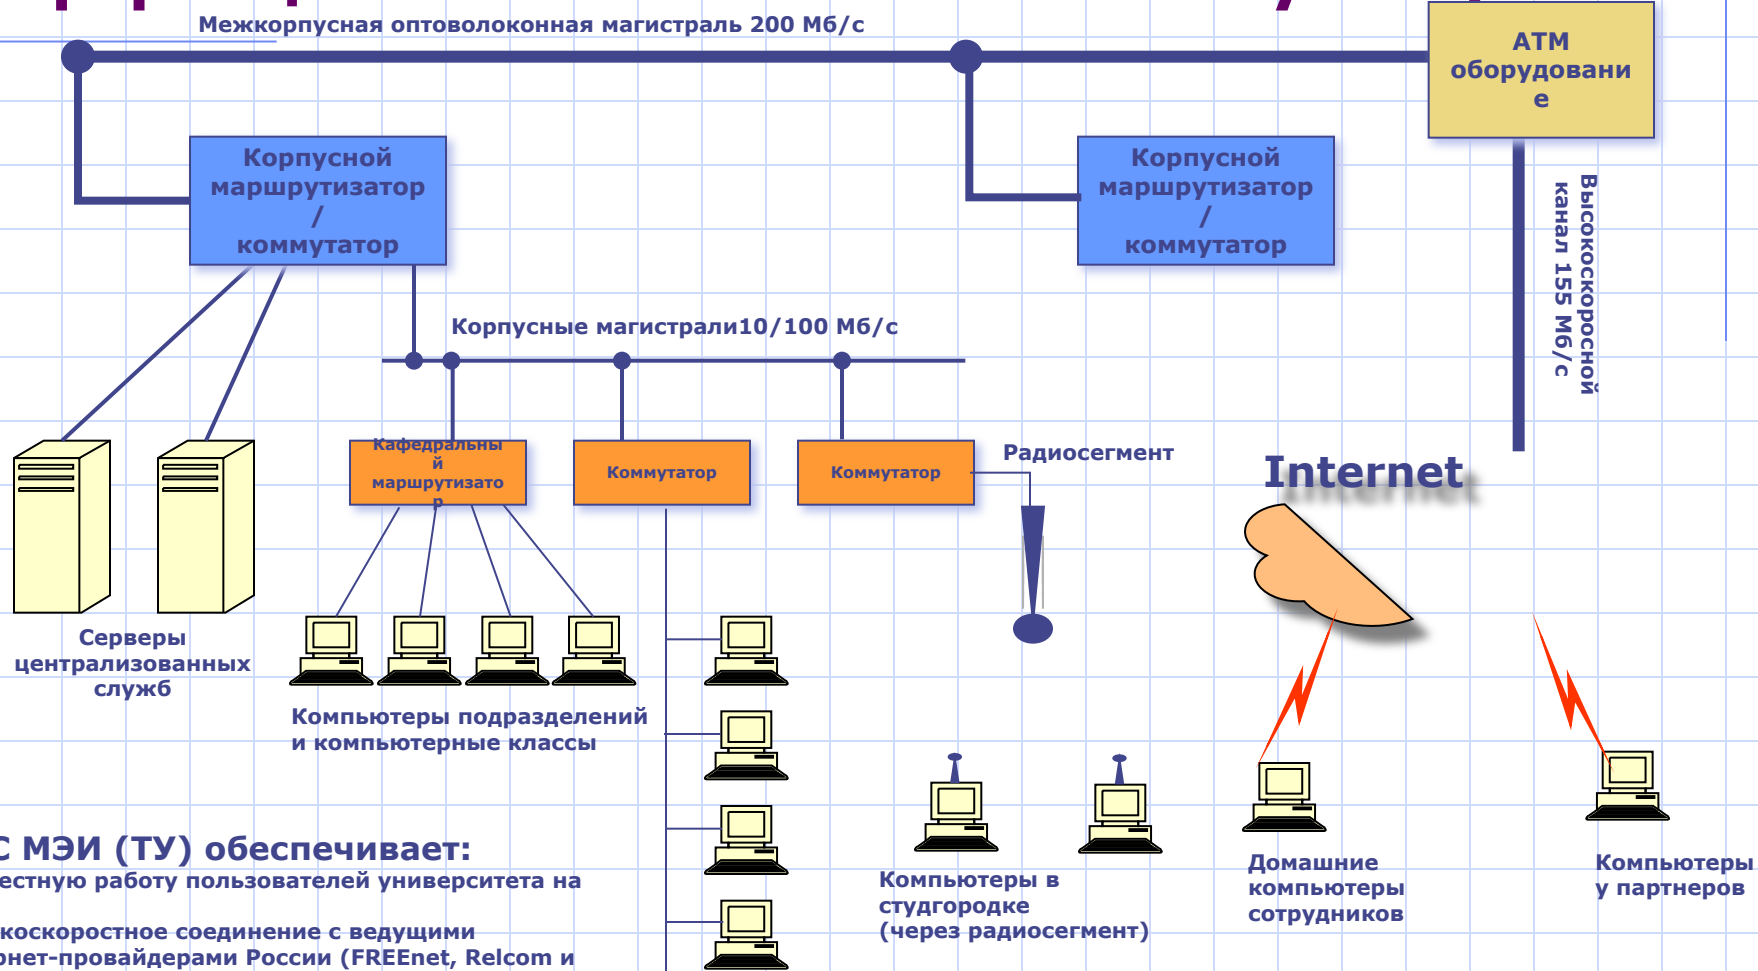 Межкорпусная оптоволоконная магистраль 200 Мб/с
АТМ
оборудовани
е
Корпусной
маршрутизатор
/
коммутатор
Корпусной
маршрутизатор
/
коммутатор
Высокоскоросной
канал 155 Мб/с
Корпусные магистрали10/100 Мб/с
Кафедральны
й
маршрутизато
р
Коммутатор
Коммутатор
Радиосегмент
Internet
Серверы
централизованных
служб
Компьютеры подразделений
и компьютерные классы
Компьютеры в
студгородке
(через радиосегмент)
Домашние
компьютеры
сотрудников
Компьютеры
у партнеров
С МЭИ (ТУ) обеспечивает:
естную работу пользователей университета на
коскоростное соединение с ведущими
рнет-провайдерами России (FREEnet, Relcom и